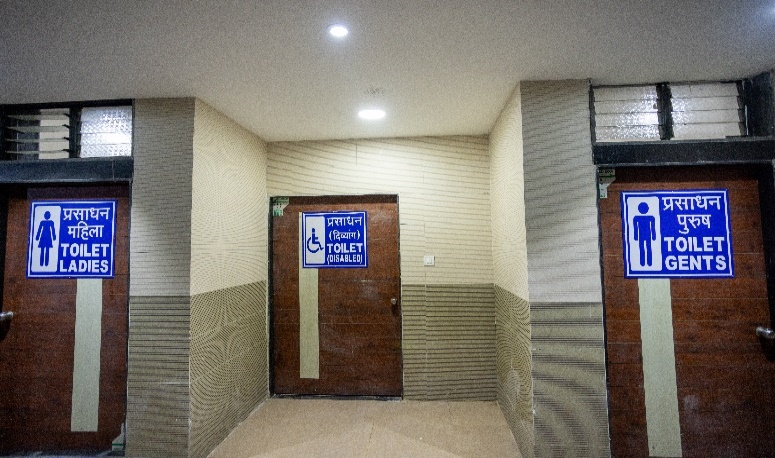 प्रसाधन
महिला
TOILET
LADIES
प्रसाधन
(दिव्यांग)
TOILET
(DISABLED)
प्रसाधन
पुरुष
TOILET
GENTS